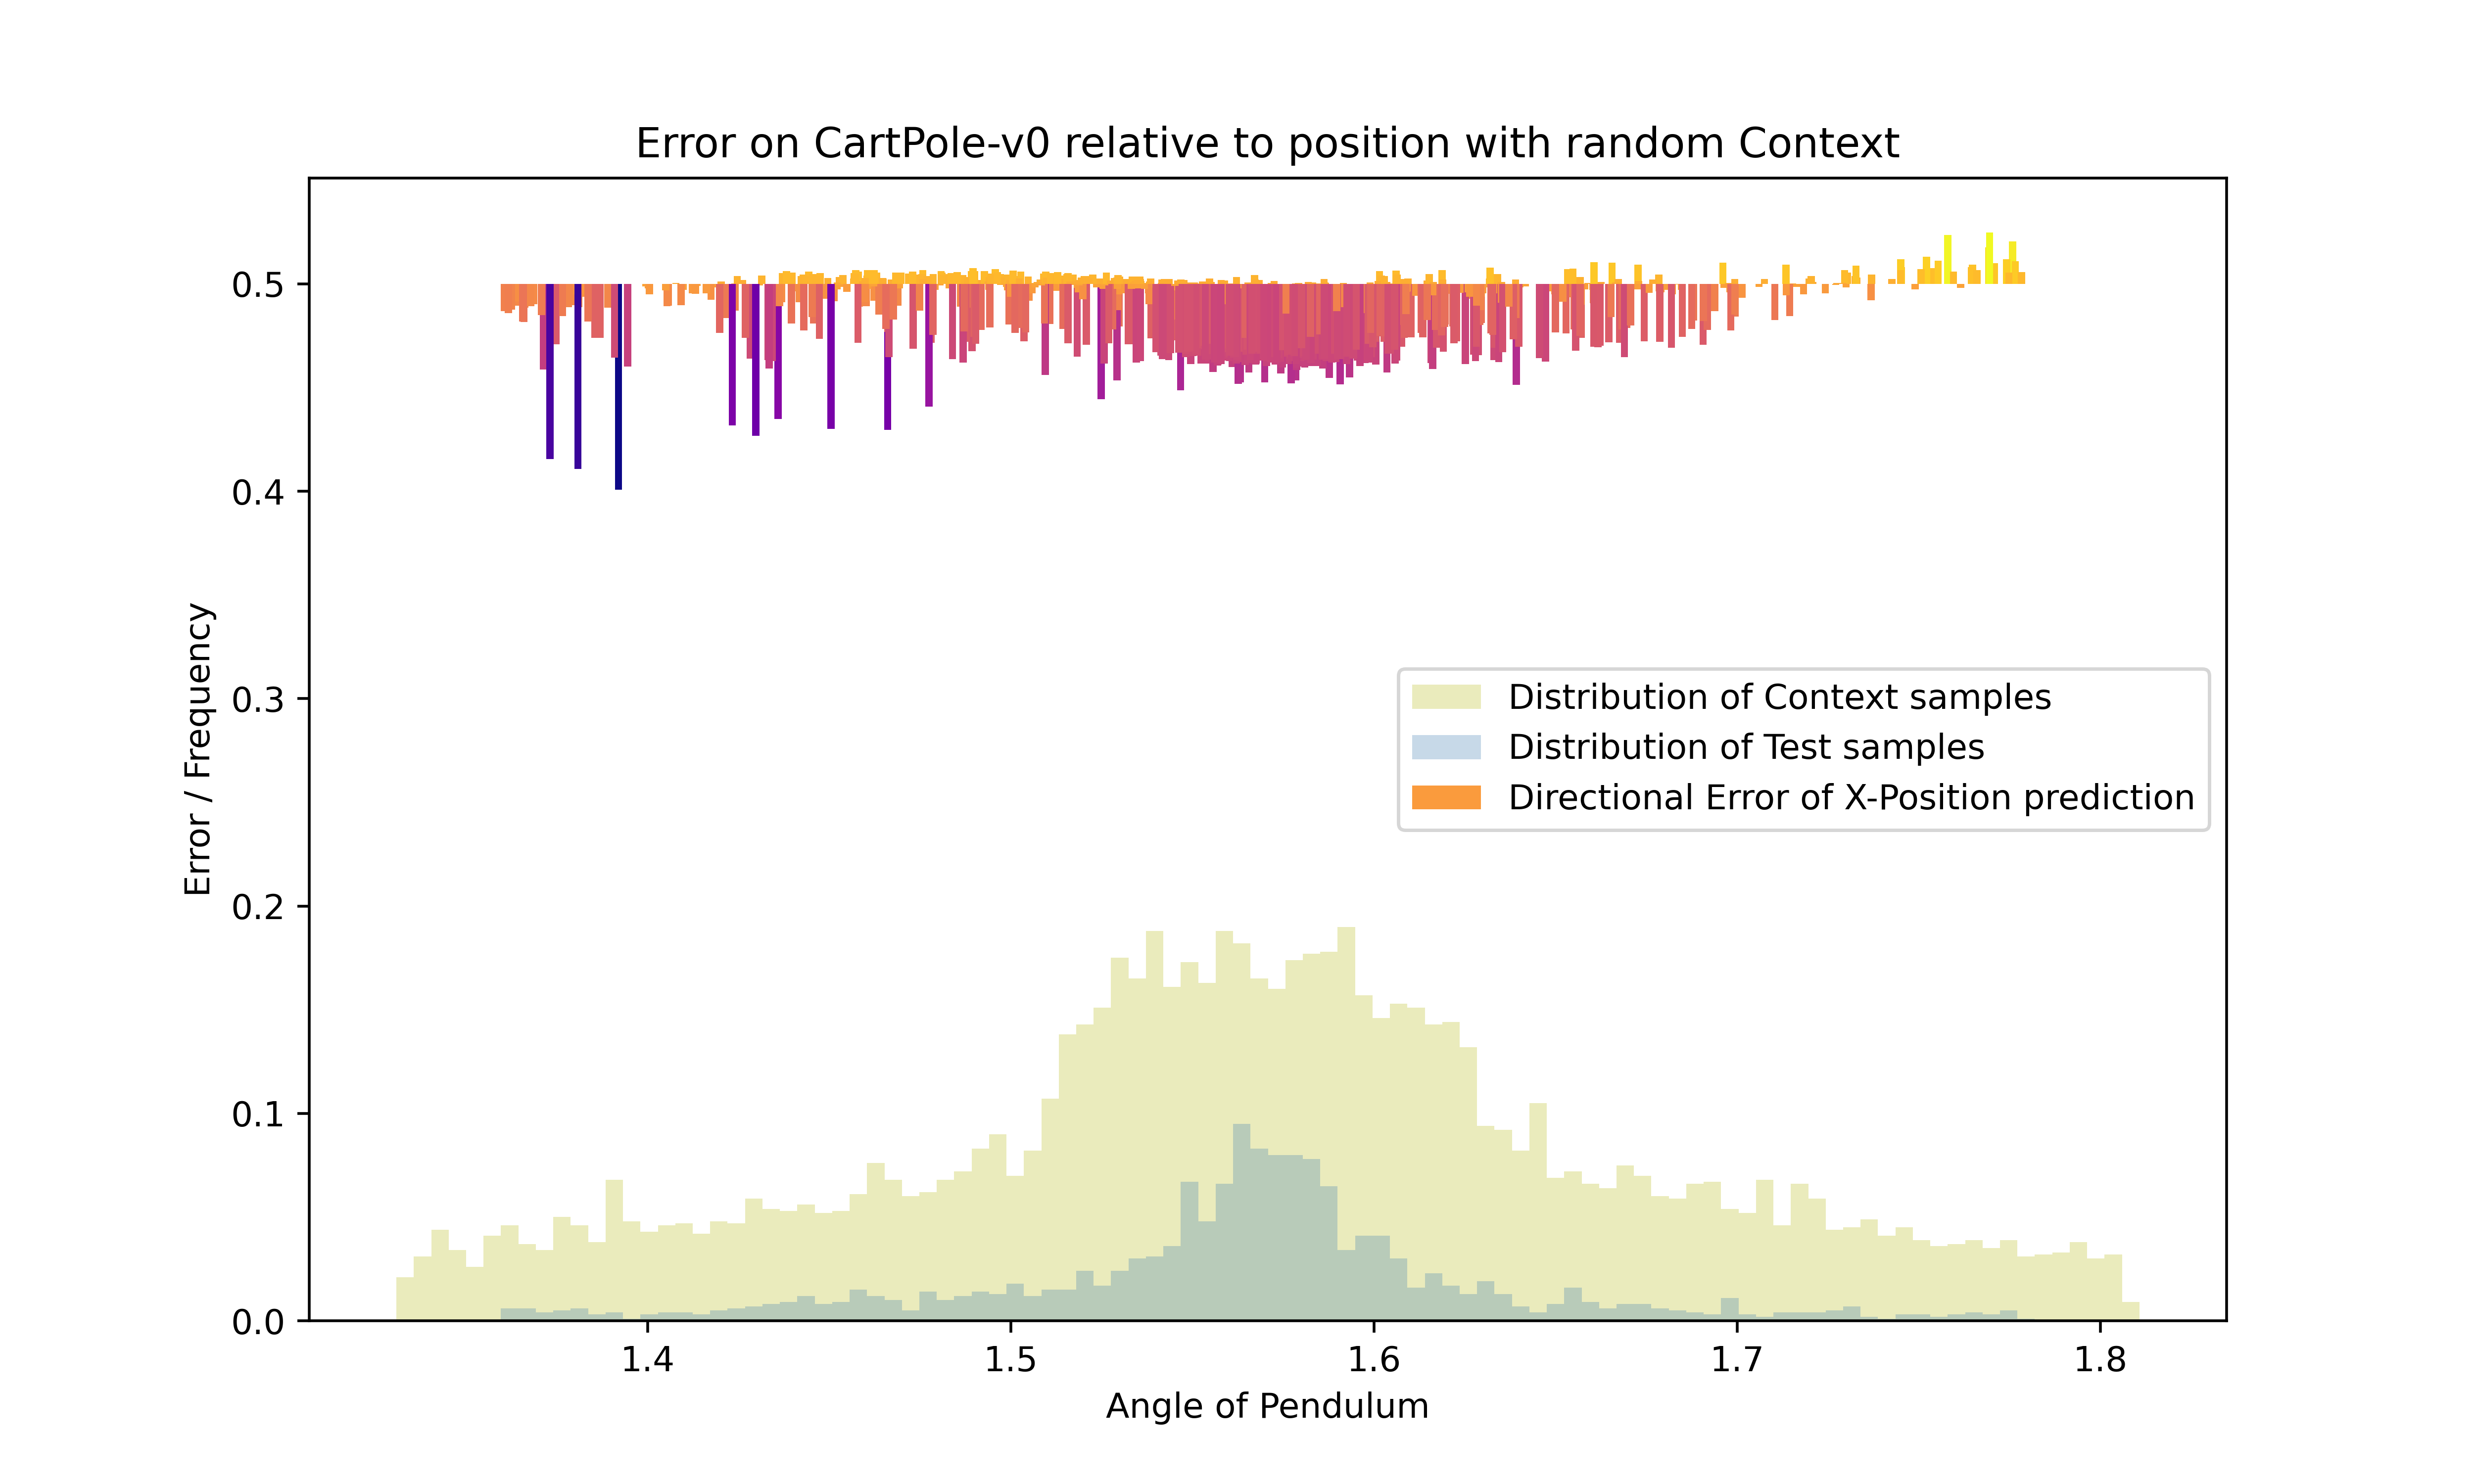 Error on CartPole-v0 relative to position with random Context
0.5
0.4
0.3
0.2
0.1
0.0
Error / Frequency
Distribution of Context samples
Distribution of Test samples
Directional Error of X-Position prediction
1.4 1.5 1.6 1.7 1.8
Angle of Pendulum